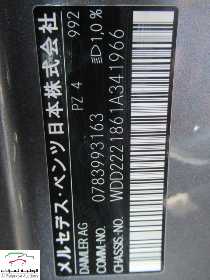 メルセデス・ベンツ日本株式会社
DAIMLER AG
COMM.-NO. 0783993163
CHASSIS-NO. WDD2221861A341966
PZ 4
992
1,0%